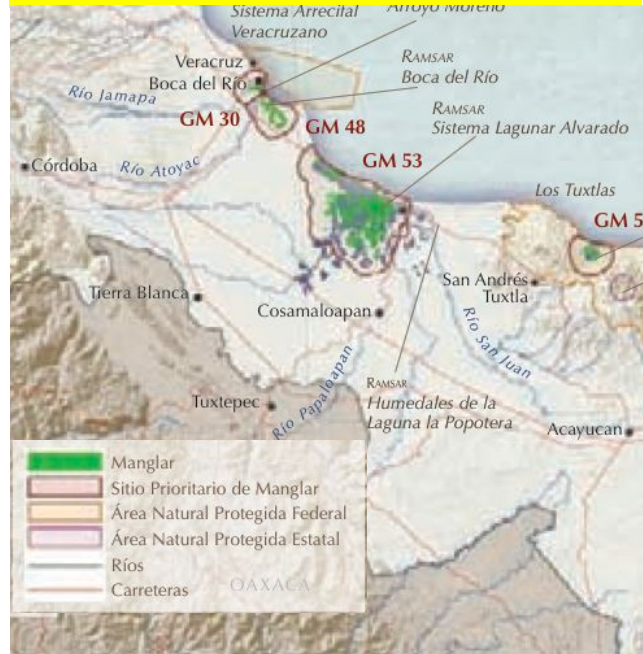 Sistema Arrecifal
Veracruzano
Arroyo Moreno
Veracruz
Boca del Río
RAMSAR
Boca del Río
Río Jamapa
GM 30
GM 48
RAMSAR
Sistema Lagunar Alvarado
GM 53
Río Atoyac
Córdoba
Los Tuxtlas
GM 5
San Andrés
Tuxtla
Tierra Blanca
Cosamaloapan
Río San Juan
Río Papaloapan
RAMSAR
Humedales de la
Laguna la Popotera
Tuxtepec
Acayucan
Manglar
Sitio Prioritario de Manglar
Área Natural Protegida Federal
Área Natural Protegida Estatal
Ríos
Carreteras
OAXACA